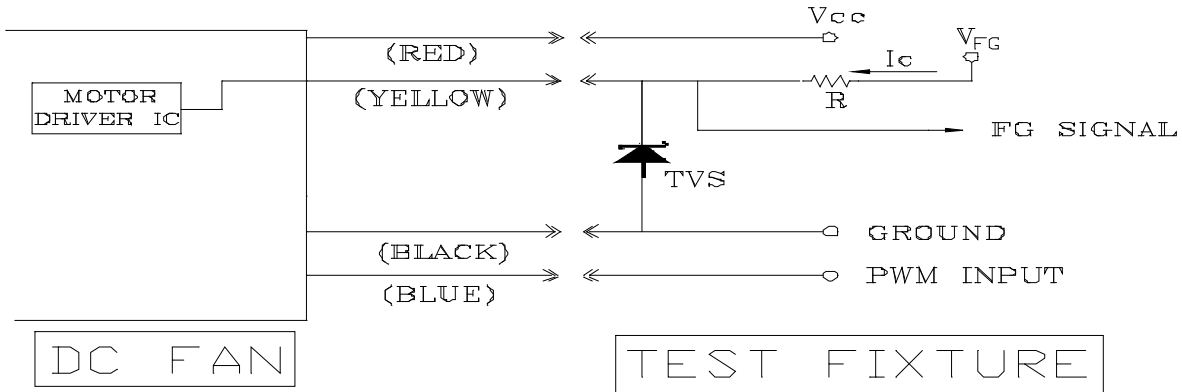 Vcc
(RED)
VFG
Ic
MOTOR
DRIVER IC
(YELLOW)
R
FG SIGNAL
TVS
(BLACK)
GROUND
(BLUE)
PWM INPUT
DC FAN
TEST FIXTURE